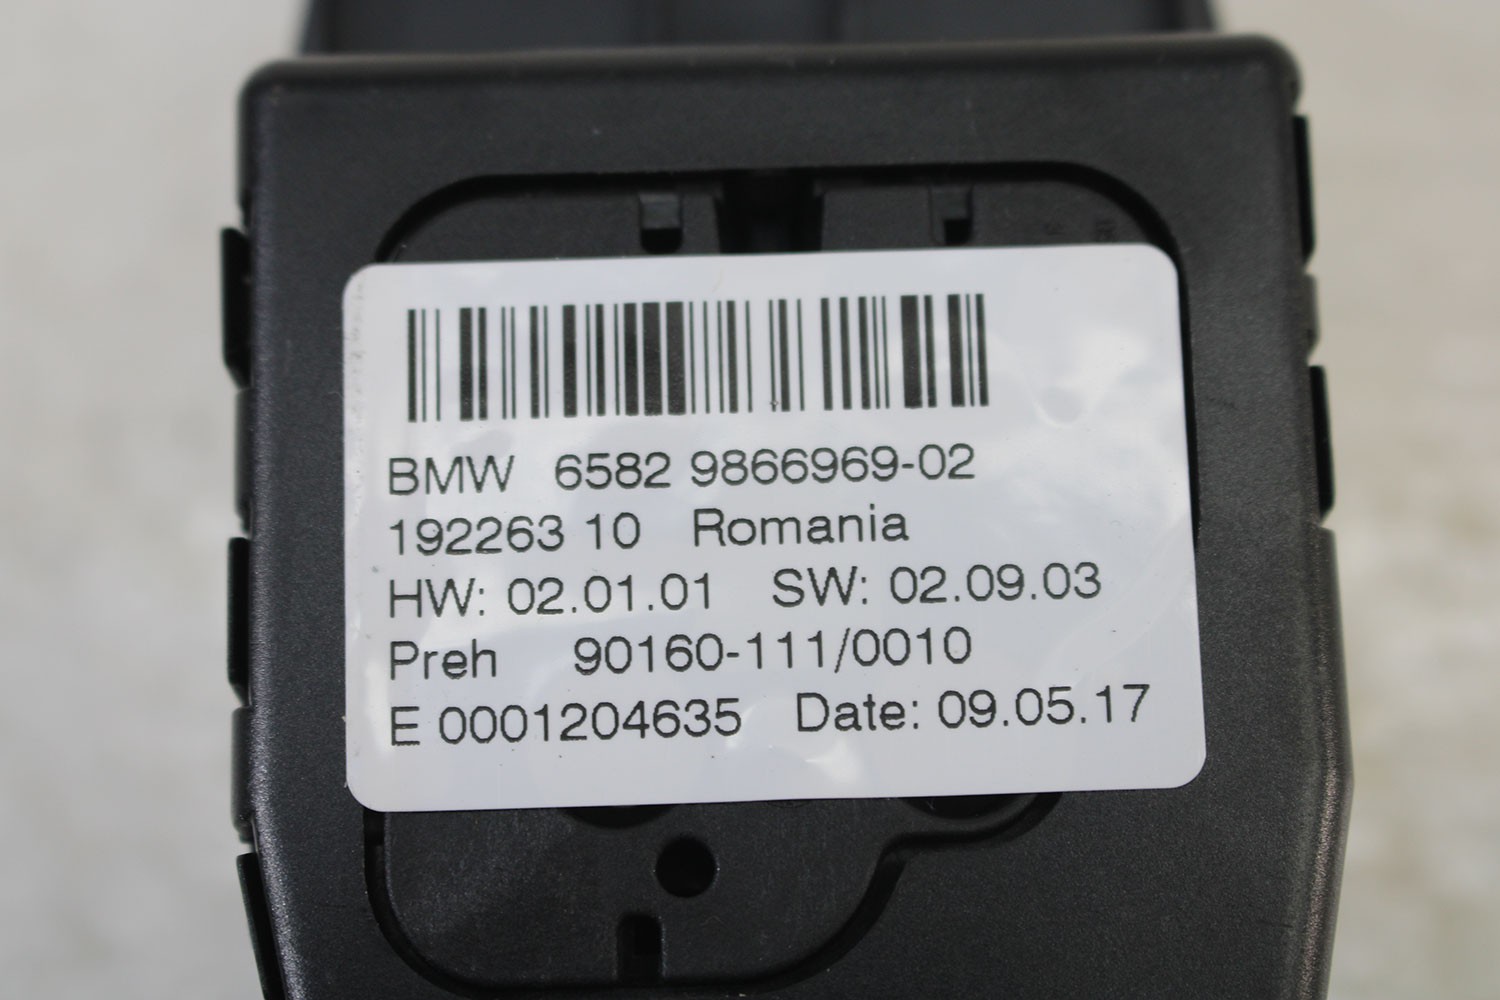 BMW 6582 9866969-02
192263 10 Romania
HW: 02.01.01 SW: 02.09.03
Preh 90160-111/0010
E 0001204635 Date: 09.05.17